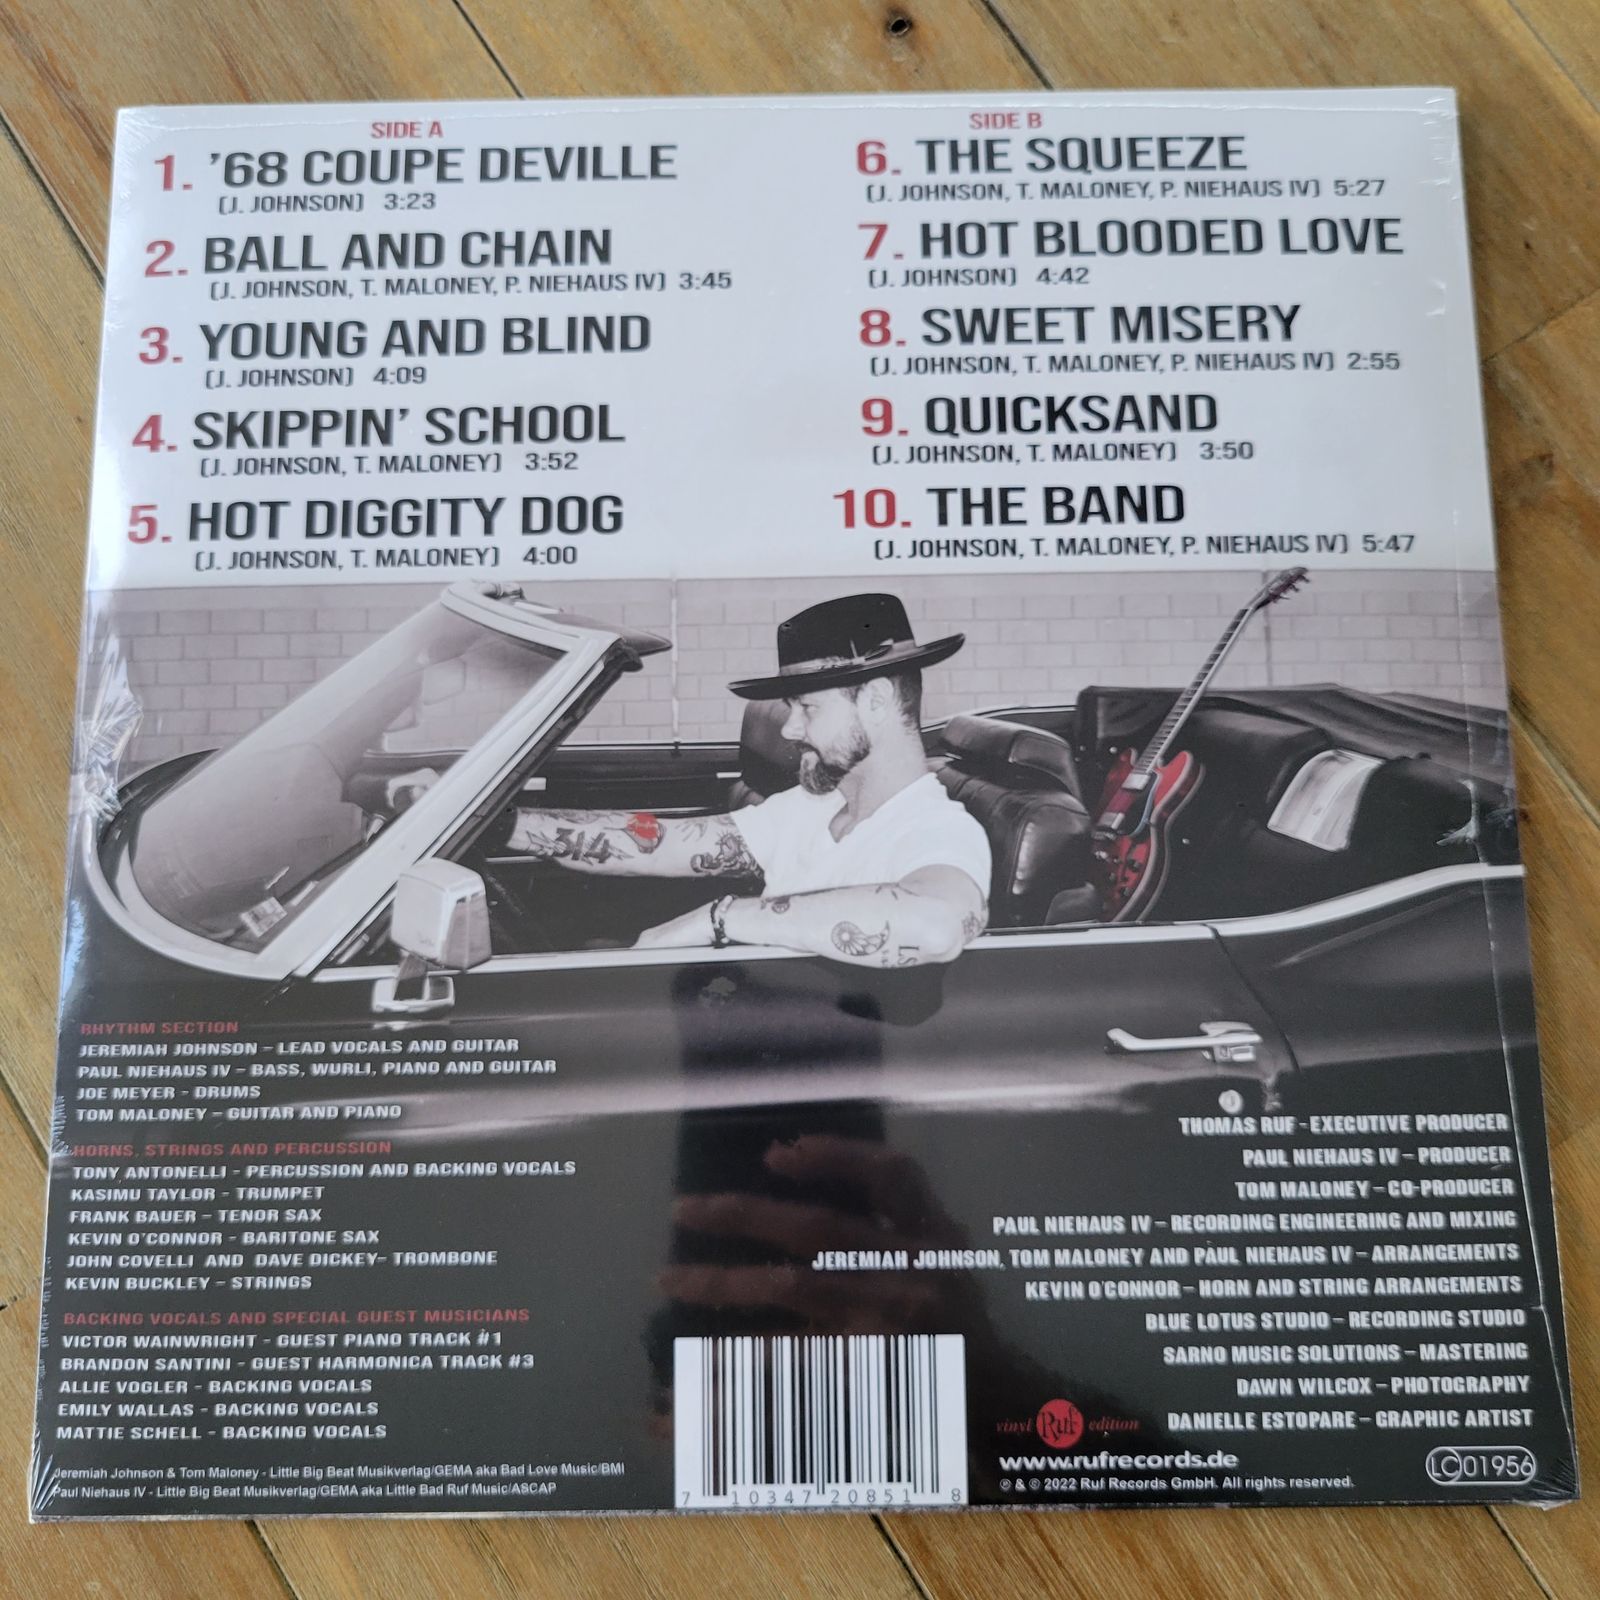 SIDE A
1. '68 COUPE DEVILLE
(J. JOHNSON) 3:23
2. BALL AND CHAIN
(J. JOHNSON, T. MALONEY, P. NIEHAUS IV) 3:45
3. YOUNG AND BLIND
(J. JOHNSON) 4:09
4. SKIPPIN' SCHOOL
(J. JOHNSON, T. MALONEY) 3:52
5. HOT DIGGITY DOG
(J. JOHNSON, T. MALONEY) 4:00
SIDE B
6. THE SQUEEZE
(J. JOHNSON, T. MALONEY, P. NIEHAUS IV) 5:27
7. HOT BLOODED LOVE
(J. JOHNSON) 4:42
8. SWEET MISERY
(J. JOHNSON, T. MALONEY, P. NIEHAUS IV) 2:55
9. QUICKSAND
(J. JOHNSON, T. MALONEY) 3:50
10. THE BAND
(J. JOHNSON, T. MALONEY, P. NIEHAUS IV) 5:47
314
RHYTHM SECTION
JEREMIAH JOHNSON – LEAD VOCALS AND GUITAR
PAUL NIEHAUS IV – BASS, WURLI, PIANO AND GUITAR
JOE MEYER - DRUMS
TOM MALONEY – GUITAR AND PIANO
HORNS, STRINGS AND PERCUSSION
TONY ANTONELLI - PERCUSSION AND BACKING VOCALS
KASIMU TAYLOR - TRUMPET
FRANK BAUER – TENOR SAX
KEVIN O'CONNOR - BARITONE SAX
JOHN COVELLI AND DAVE DICKEY– TROMBONE
KEVIN BUCKLEY – STRINGS
BACKING VOCALS AND SPECIAL GUEST MUSICIANS
VICTOR WAINWRIGHT - GUEST PIANO TRACK #1
BRANDON SANTINI - GUEST HARMONICA TRACK #3
ALLIE VOGLER - BACKING VOCALS
EMILY WALLAS - BACKING VOCALS
MATTIE SCHELL - BACKING VOCALS
Jeremiah Johnson & Tom Maloney - Little Big Beat Musikverlag/GEMA aka Bad Love Music/BMI
Paul Niehaus IV - Little Big Beat Musikverlag/GEMA aka Little Bad Ruf Music/ASCAP
7 10347 20851 8
THOMAS RUF - EXECUTIVE PRODUCER
PAUL NIEHAUS IV – PRODUCER
TOM MALONEY – CO-PRODUCER
PAUL NIEHAUS IV – RECORDING ENGINEERING AND MIXING
JEREMIAH JOHNSON, TOM MALONEY AND PAUL NIEHAUS IV – ARRANGEMENTS
KEVIN O'CONNOR – HORN AND STRING ARRANGEMENTS
BLUE LOTUS STUDIO – RECORDING STUDIO
SARNO MUSIC SOLUTIONS – MASTERING
DAWN WILCOX – PHOTOGRAPHY
DANIELLE ESTOPARE – GRAPHIC ARTIST
vinyl Ruf edition
www.rufrecords.de
℗ & © 2022 Ruf Records GmbH. All rights reserved.
LC 01956